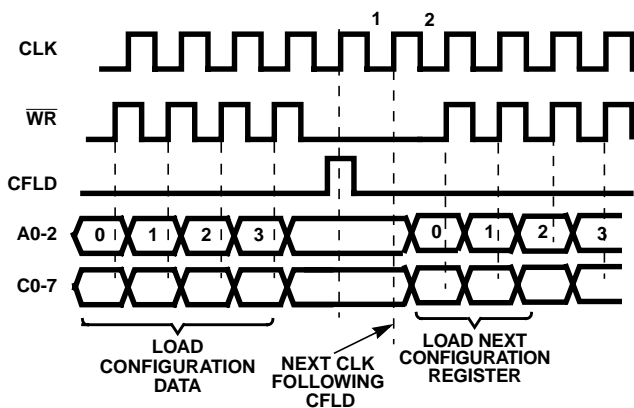 1 2
CLK
WR
CFLD
A0-2 0 1 2 3 0 1 2 3
C0-7
LOAD
CONFIGURATION
DATA
NEXT CLK
FOLLOWING
CFLD
LOAD NEXT
CONFIGURATION
REGISTER